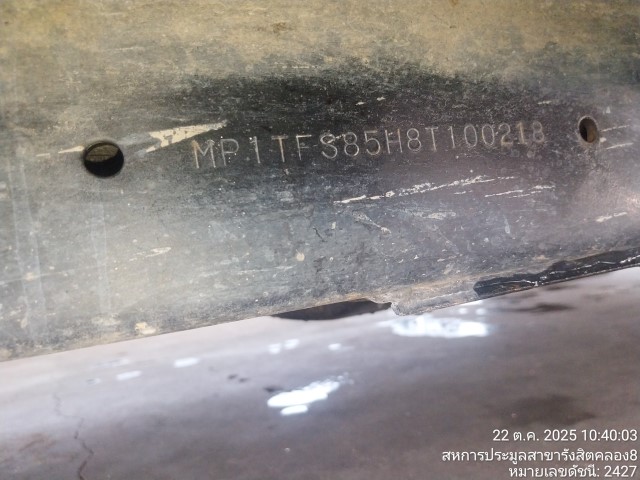 MP1TFS85H8T100218
22 ต.ค. 2025 10:40:03
สหการประมูลสาขารังสิตคลอง8
หมายเลขดัชนี: 2427